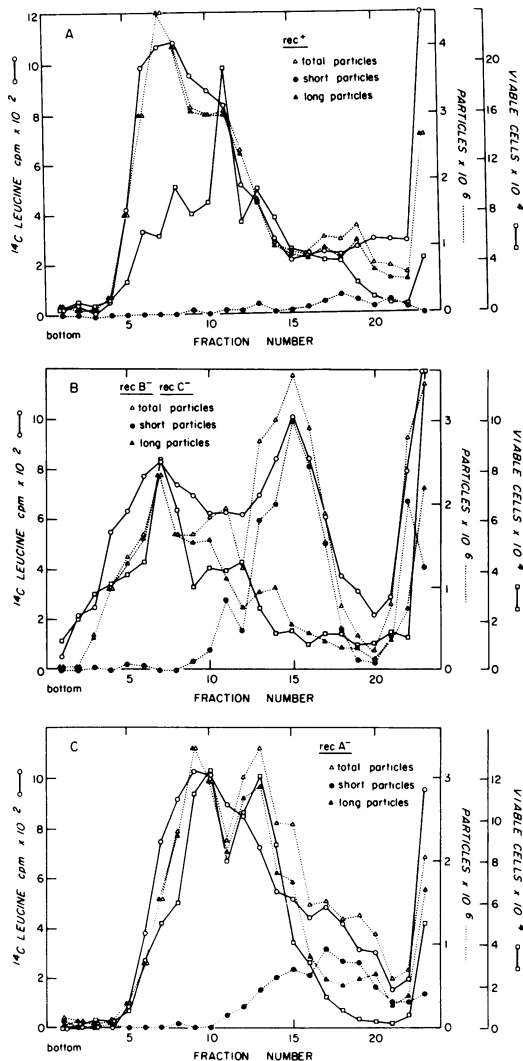 A
rec+
total particles
short particles
long particles
12
10
8
6
4
2
0
14C LEUCINE cpm x 10 2
4
3
2
1
0
PARTICLES x 10 6
20
16
12
8
4
0
VIABLE CELLS x 10 4
bottom 5 10 15 20
FRACTION NUMBER
B
rec B- rec C-
total particles
short particles
long particles
10
8
6
4
2
0
14C LEUCINE cpm x 10 2
3
2
1
0
PARTICLES x 10 6
12
10
8
6
4
2
0
VIABLE CELLS x 10 4
bottom 5 10 15 20
FRACTION NUMBER
C
rec A-
total particles
short particles
long particles
10
8
6
4
2
0
14C LEUCINE cpm x 10 2
3
2
1
0
PARTICLES x 10 6
12
10
8
6
4
2
0
VIABLE CELLS x 10 4
bottom 5 10 15 20
FRACTION NUMBER